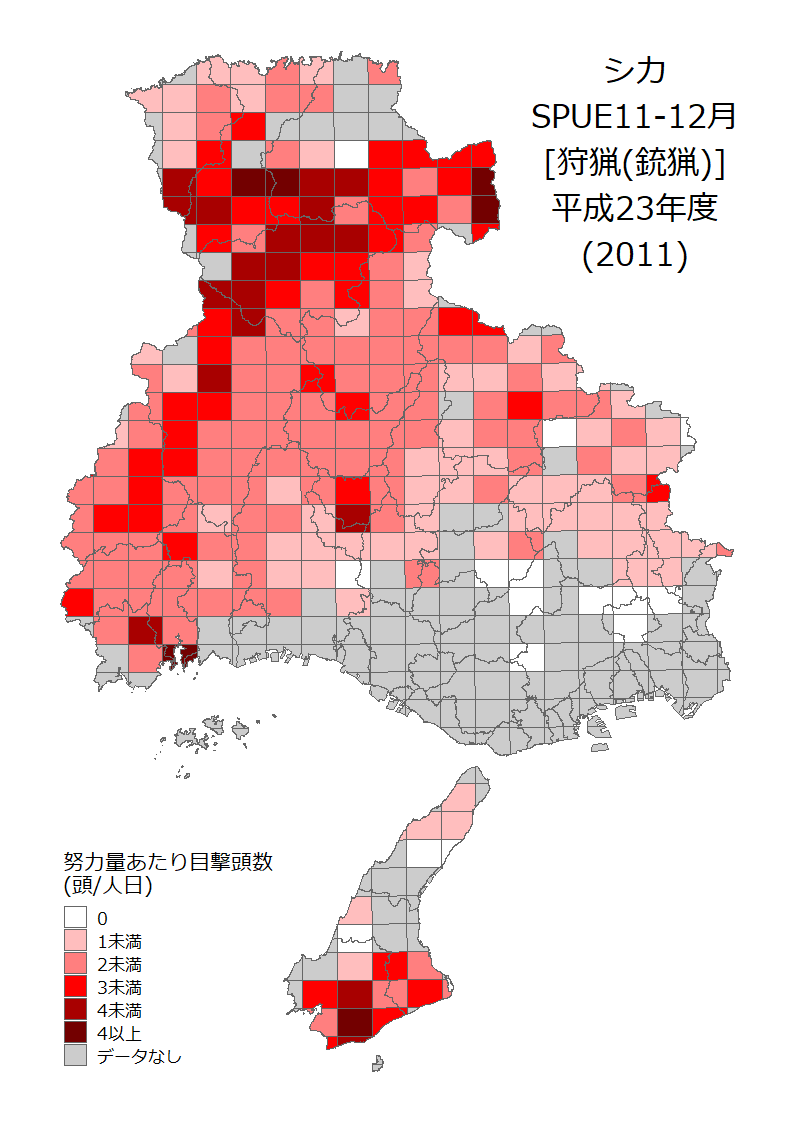 シカ
SPUE11-12月
[狩猟(銃猟)]
平成23年度
(2011)
努力量あたり目撃頭数
(頭/人日)
0
1未満
2未満
3未満
4未満
4以上
データなし